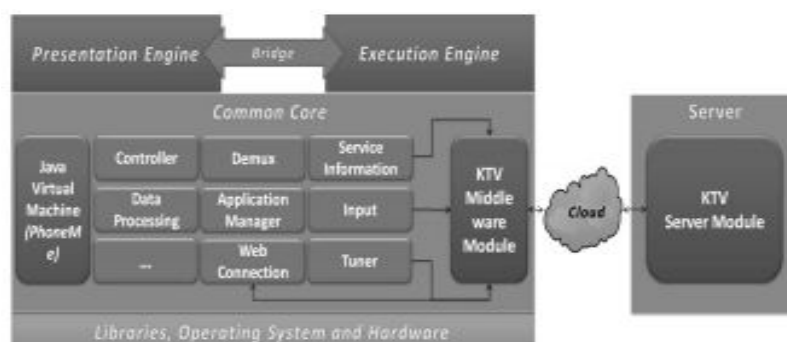 Presentation Engine
Bridge
Execution Engine
Common Core
Server
Java
Virtual
Machine
(PhoneM
e)
Controller
Demux
Service
Information
Data
Processing
Application
Manager
Input
...
Web
Connection
Tuner
KTV
Middle
ware
Module
Cloud
KTV
Server Module
Libraries, Operating System and Hardware